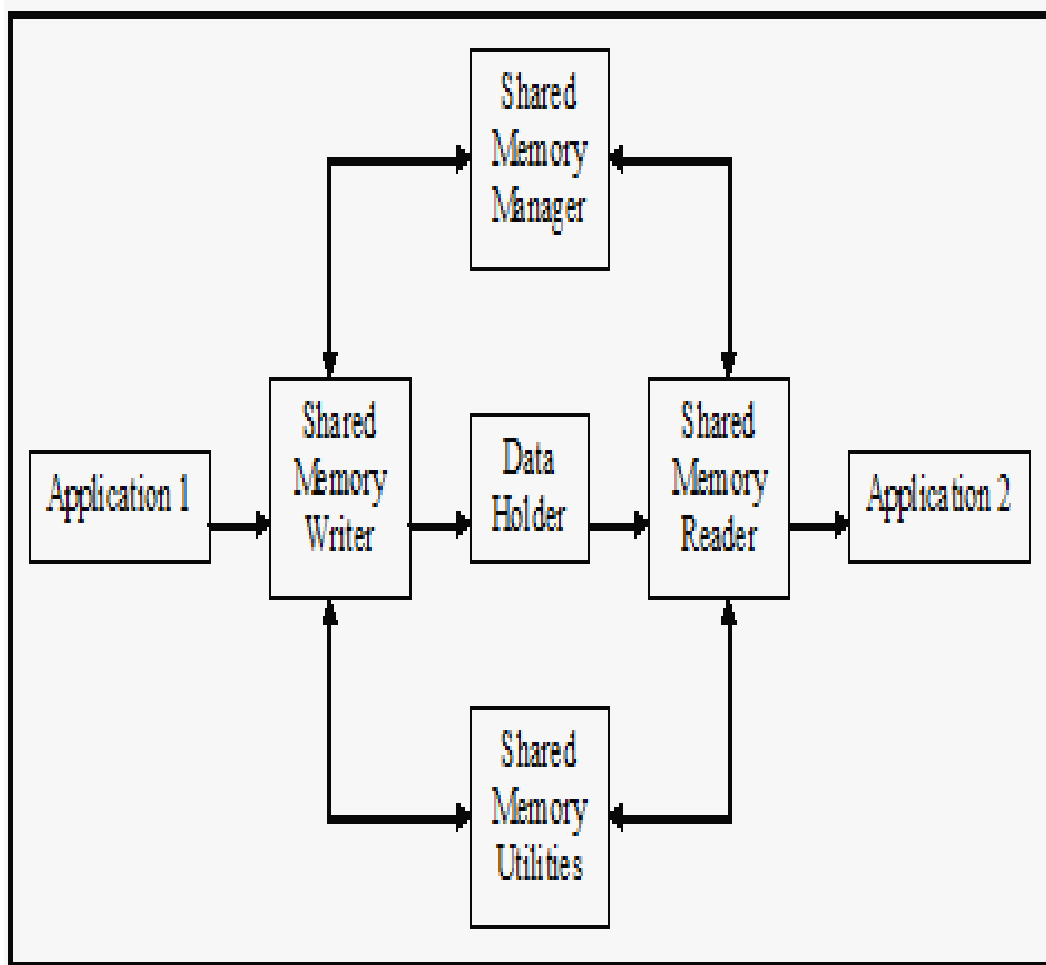 Shared
Memory
Manager
Application 1
Shared
Memory
Writer
Data
Holder
Shared
Memory
Reader
Application 2
Shared
Memory
Utilities